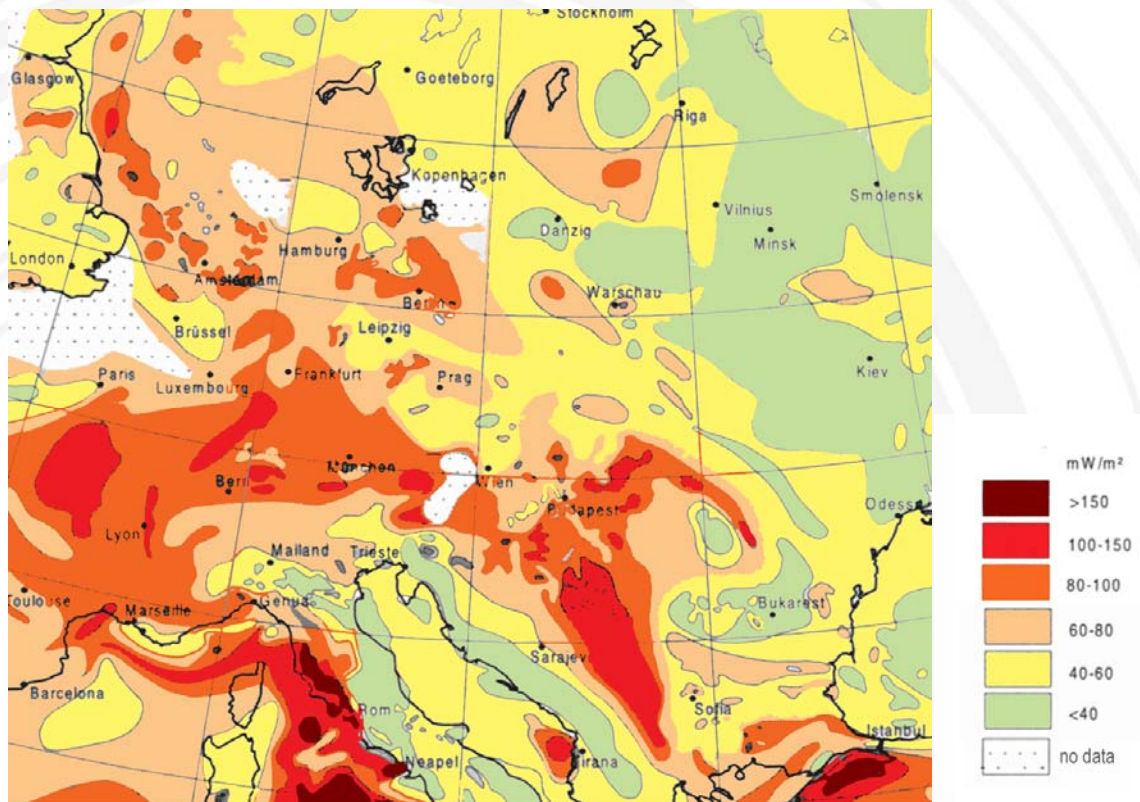 Stockholm
Glasgow
Goeteborg
Riga
Kopenhagen
Smolensk
Vilnius
Danzig
Minsk
Hamburg
London
Amsterdam
Berlin
Warschau
Brüssel
Leipzig
Kiev
Paris
Luxembourg
Frankfurt
Prag
München
Bern
Wien
Odess
Budapest
Lyon
Mailand
Trieste
Toulouse
Marseille
Genua
Bukarest
Sarajev
Barcelona
Rom
Sofia
Istanbul
Neapel
Tirana
mW/m²
>150
100-150
80-100
60-80
40-60
<40
no data